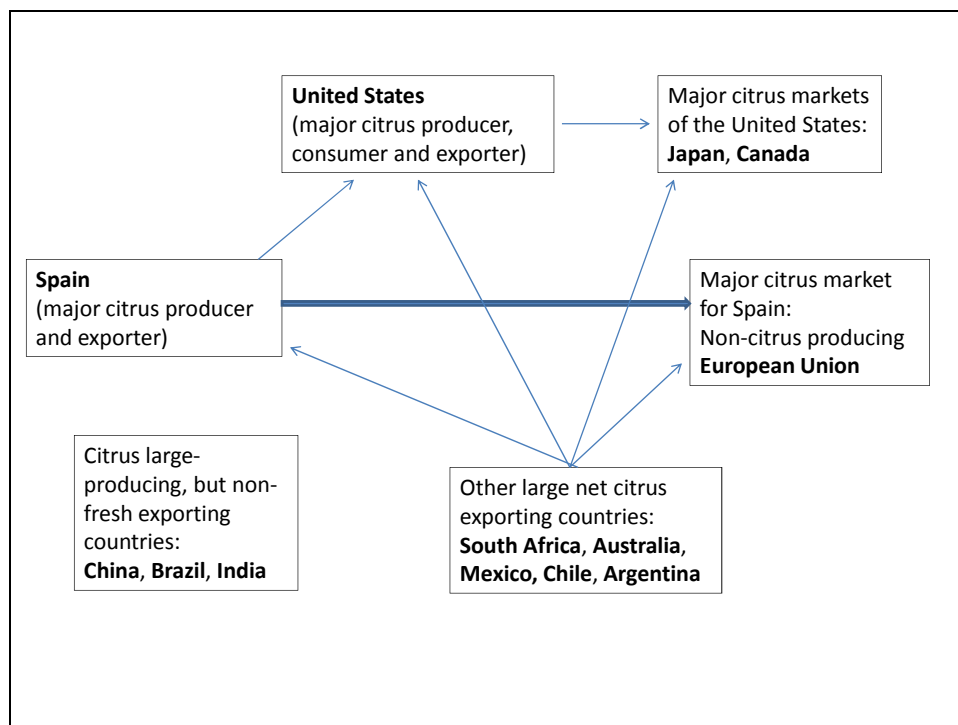 United States
(major citrus producer,
consumer and exporter)
Major citrus markets
of the United States:
Japan, Canada
Spain
(major citrus producer
and exporter)
Major citrus market
for Spain:
Non-citrus producing
European Union
Citrus large-
producing, but non-
fresh exporting
countries:
China, Brazil, India
Other large net citrus
exporting countries:
South Africa, Australia,
Mexico, Chile, Argentina